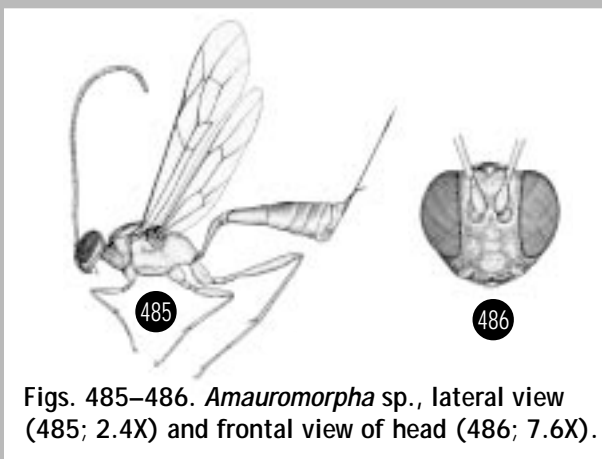 485
486
Figs. 485–486. Amauromorpha sp., lateral view
(485; 2.4X) and frontal view of head (486; 7.6X).